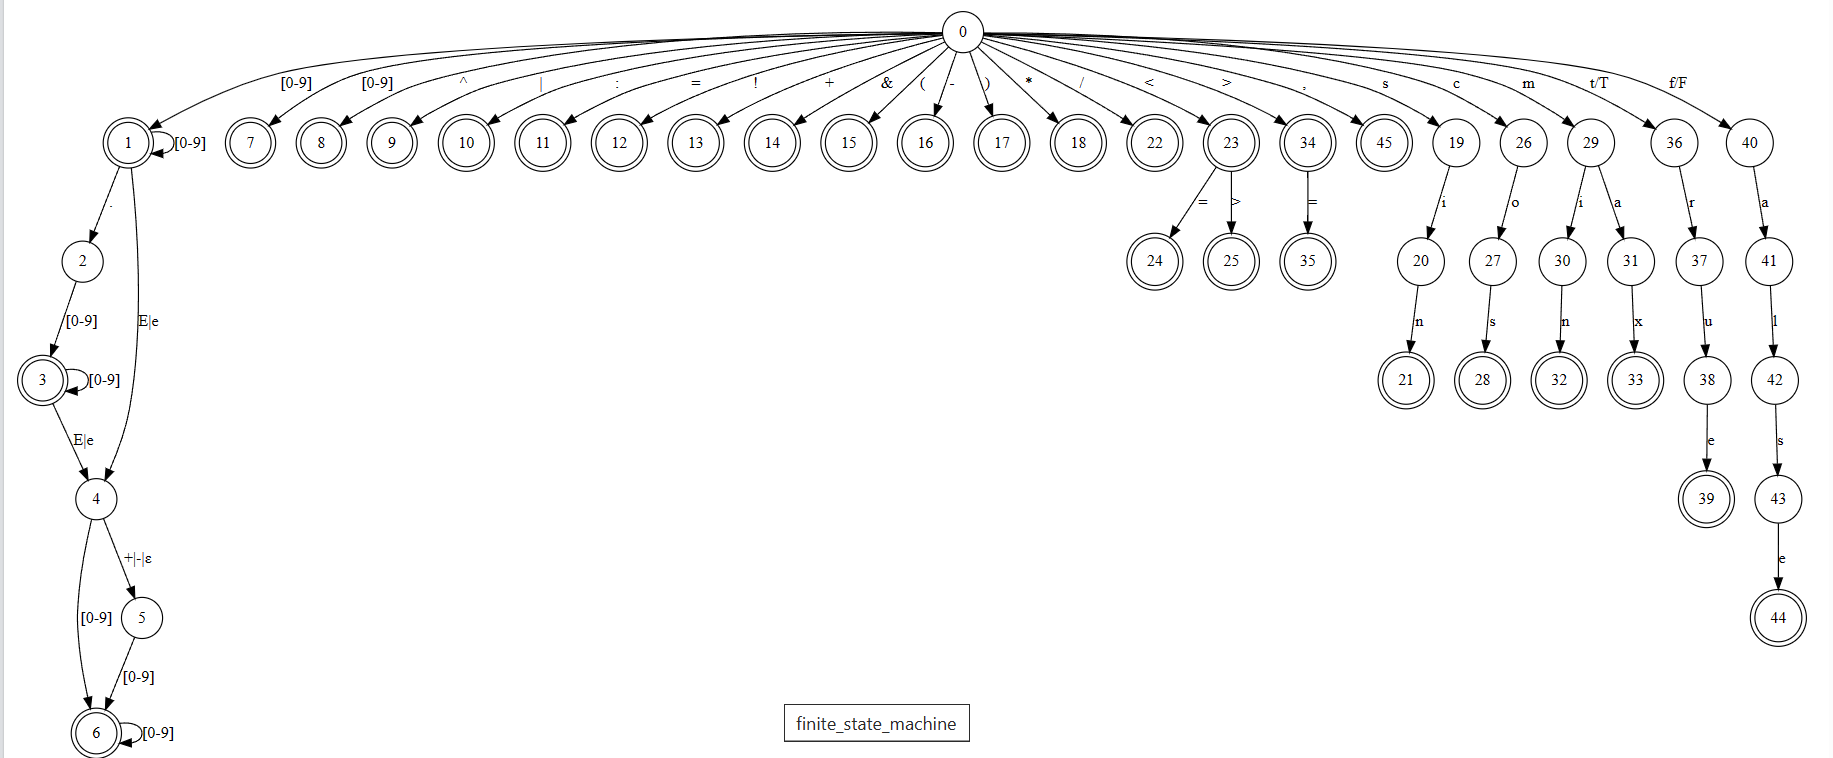 0
[0-9] [0-9] ^ | : = ! + & ( - ) * / < > , s c m t/T f/F
1 [0-9] 7 8 9 10 11 12 13 14 15 16 17 18 22 23 34 45 19 26 29 36 40
. = > = i o i a r a
2 24 25 35 20 27 30 31 37 41
[0-9] E|e n s n x u l
3 [0-9] 21 28 32 33 38 42
E|e e s
4 39 43
+|-|ε e
[0-9] 5 44
[0-9]
6 [0-9]
finite_state_machine